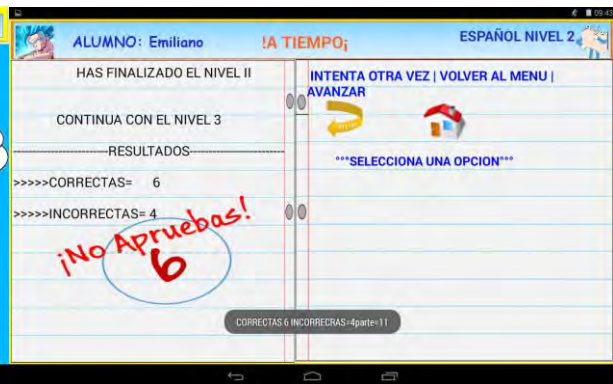 09:43
ALUMNO: Emiliano
!A TIEMPO¡
ESPAÑOL NIVEL 2
HAS FINALIZADO EL NIVEL II
CONTINUA CON EL NIVEL 3
-----------------------RESULTADOS-----------------------
>>>>>CORRECTAS= 6
>>>>>INCORRECTAS= 4
¡No Apruebas!
6
INTENTA OTRA VEZ | VOLVER AL MENU |
AVANZAR
°°°SELECCIONA UNA OPCION°°°
CORRECTAS 6 INCORRECRAS=4parte=11